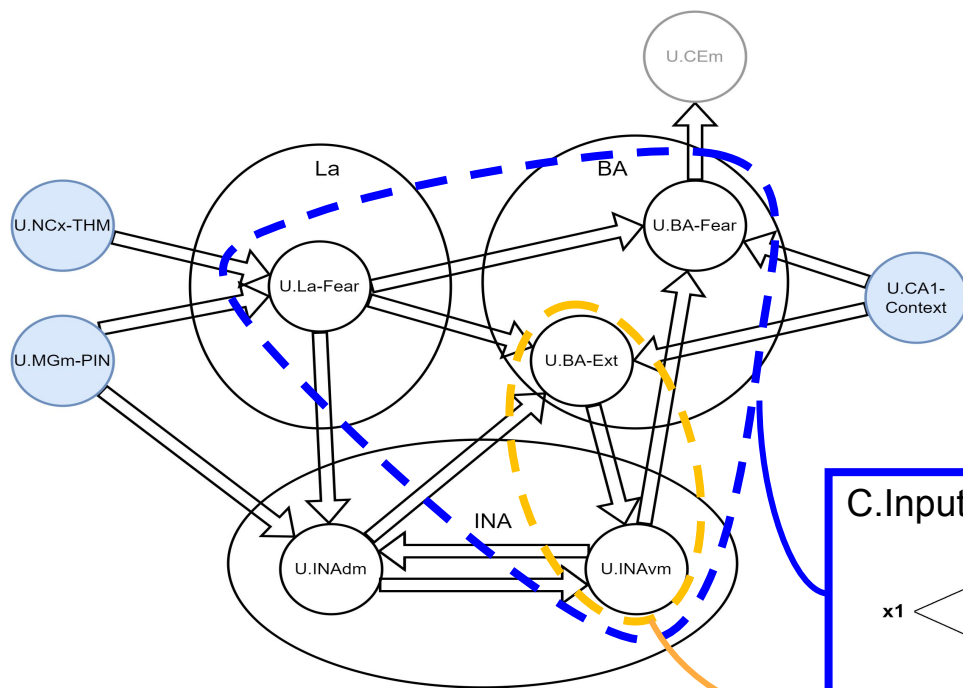 U.CEm
La
BA
U.NCx-THM
U.BA-Fear
U.La-Fear
U.CA1-
Context
U.MGm-PIN
U.BA-Ext
C.Input
INA
U.INAdm
U.INAvm
x1